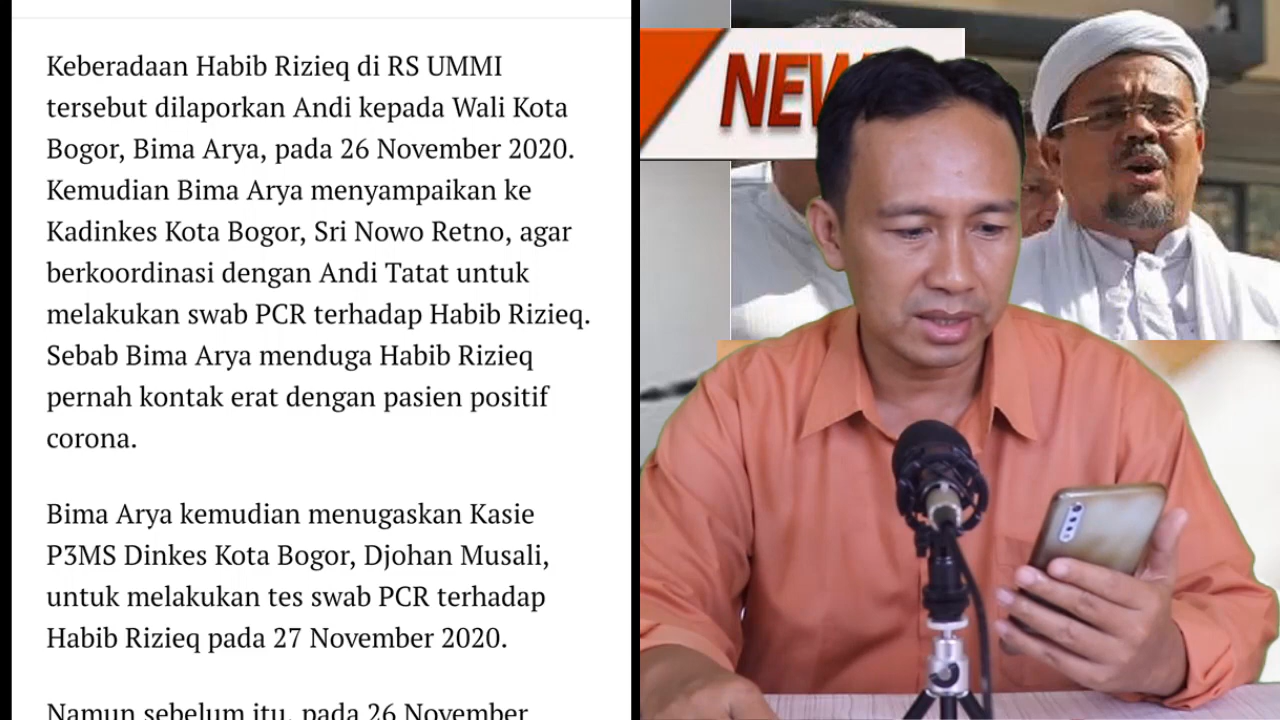 Keberadaan Habib Rizieq di RS UMMI
tersebut dilaporkan Andi kepada Wali Kota
Bogor, Bima Arya, pada 26 November 2020.
Kemudian Bima Arya menyampaikan ke
Kadinkes Kota Bogor, Sri Nowo Retno, agar
berkoordinasi dengan Andi Tatat untuk
melakukan swab PCR terhadap Habib Rizieq.
Sebab Bima Arya menduga Habib Rizieq
pernah kontak erat dengan pasien positif
corona.
Bima Arya kemudian menugaskan Kasie
P3MS Dinkes Kota Bogor, Djohan Musali,
untuk melakukan tes swab PCR terhadap
Habib Rizieq pada 27 November 2020.
Namun sebelum itu, pada 26 November